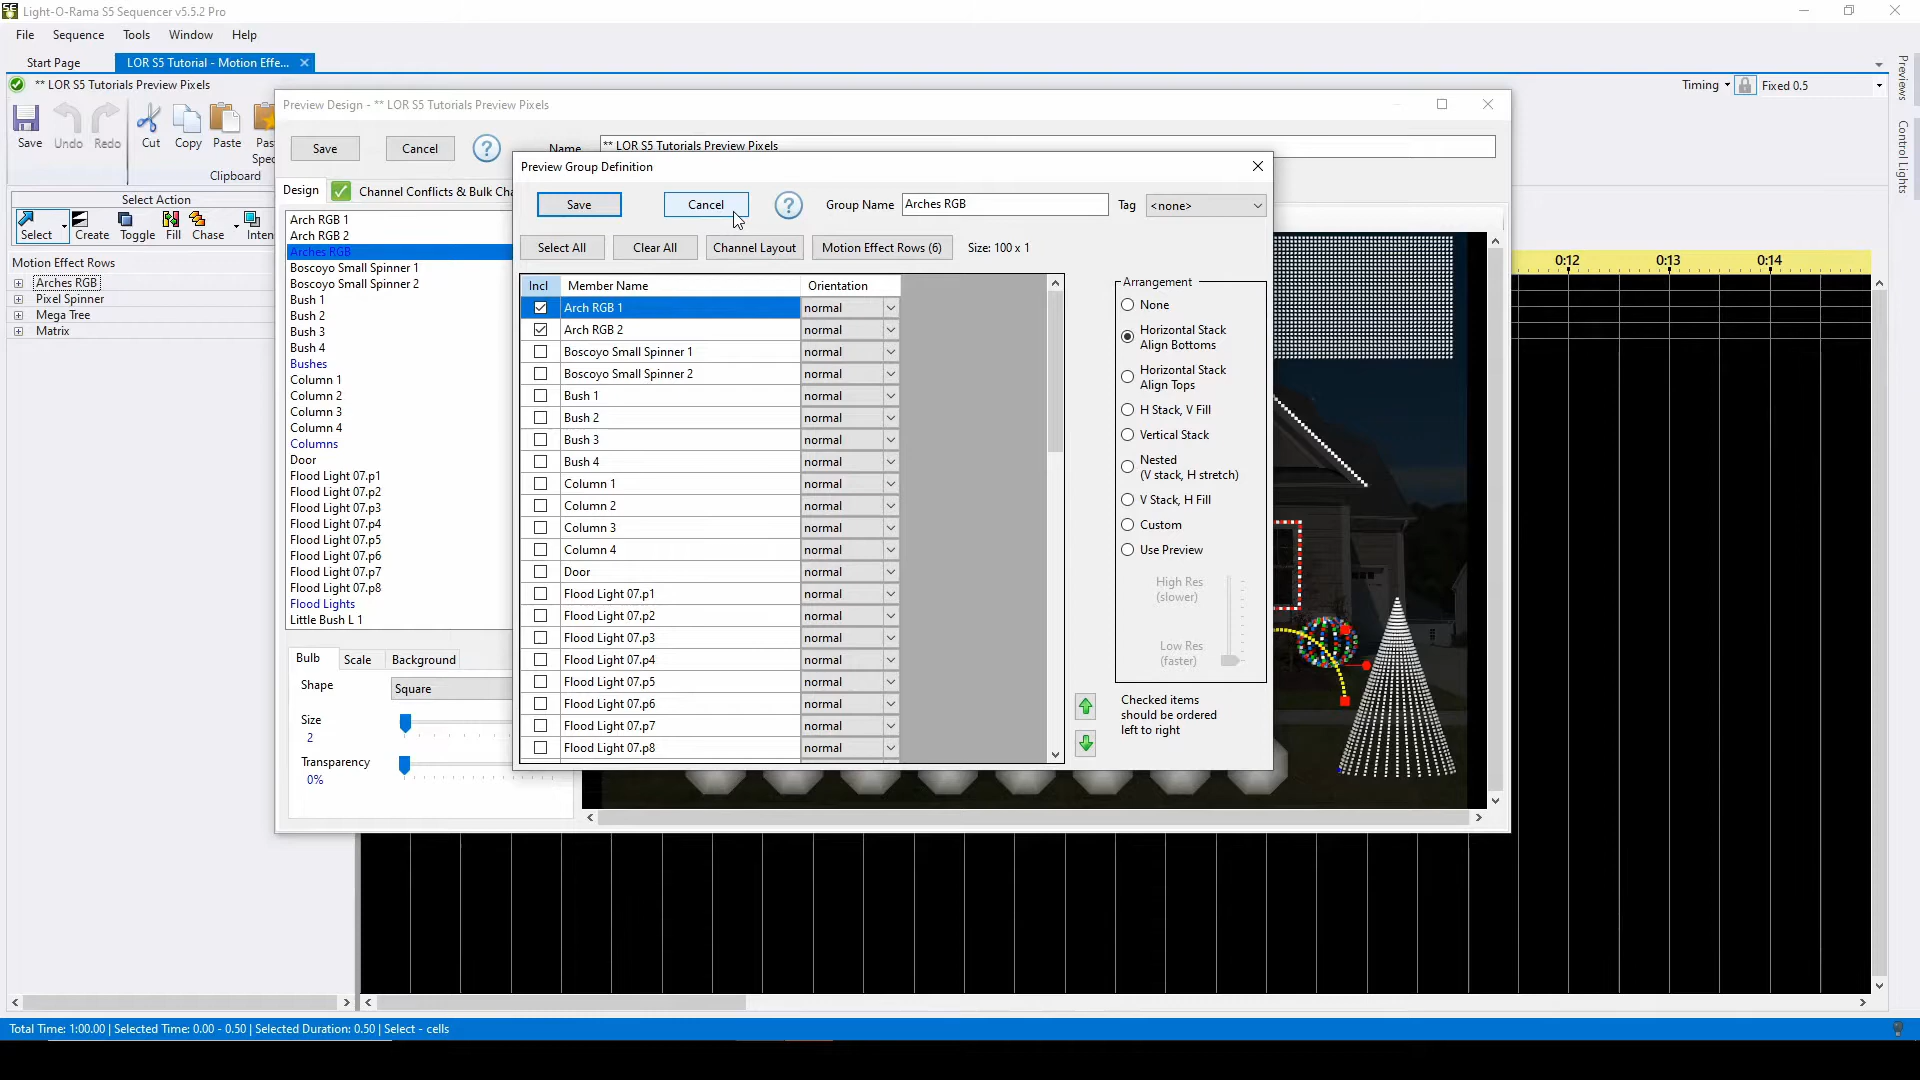 Light-O-Rama S5 Sequencer v5.5.2 Pro
File Sequence Tools Window Help
Start Page LOR S5 Tutorial - Motion Effe...
** LOR S5 Tutorials Preview Pixels
Timing Fixed 0.5
Previews
Control Lights
Save Undo Redo Cut Copy Paste
Clipboard
Select Action
Select Create Toggle Fill Chase
Motion Effect Rows
Arches RGB
Pixel Spinner
Mega Tree
Matrix
Preview Design - ** LOR S5 Tutorials Preview Pixels
Save Cancel ? Name ** LOR S5 Tutorials Preview Pixels
Design Channel Conflicts & Bulk
Arch RGB 1
Arch RGB 2
Arches RGB
Boscoyo Small Spinner 1
Boscoyo Small Spinner 2
Bush 1
Bush 2
Bush 3
Bush 4
Bushes
Column 1
Column 2
Column 3
Column 4
Columns
Door
Flood Light 07.p1
Flood Light 07.p2
Flood Light 07.p3
Flood Light 07.p4
Flood Light 07.p5
Flood Light 07.p6
Flood Light 07.p7
Flood Light 07.p8
Flood Lights
Little Bush L 1
Bulb Scale Background
Shape Square
Size
2
Transparency
0%
Preview Group Definition
Save Cancel ? Group Name Arches RGB Tag <none>
Select All Clear All Channel Layout Motion Effect Rows (6) Size: 100 x 1
Incl Member Name Orientation
Arch RGB 1 normal
Arch RGB 2 normal
Boscoyo Small Spinner 1 normal
Boscoyo Small Spinner 2 normal
Bush 1 normal
Bush 2 normal
Bush 3 normal
Bush 4 normal
Column 1 normal
Column 2 normal
Column 3 normal
Column 4 normal
Door normal
Flood Light 07.p1 normal
Flood Light 07.p2 normal
Flood Light 07.p3 normal
Flood Light 07.p4 normal
Flood Light 07.p5 normal
Flood Light 07.p6 normal
Flood Light 07.p7 normal
Flood Light 07.p8 normal
Arrangement
None
Horizontal Stack
Align Bottoms
Horizontal Stack
Align Tops
H Stack, V Fill
Vertical Stack
Nested
(V stack, H stretch)
V Stack, H Fill
Custom
Use Preview
High Res
(slower)
Low Res
(faster)
Checked items
should be ordered
left to right
0:12 0:13 0:14
Total Time: 1:00.00 | Selected Time: 0.00 - 0.50 | Selected Duration: 0.50 | Select - cells